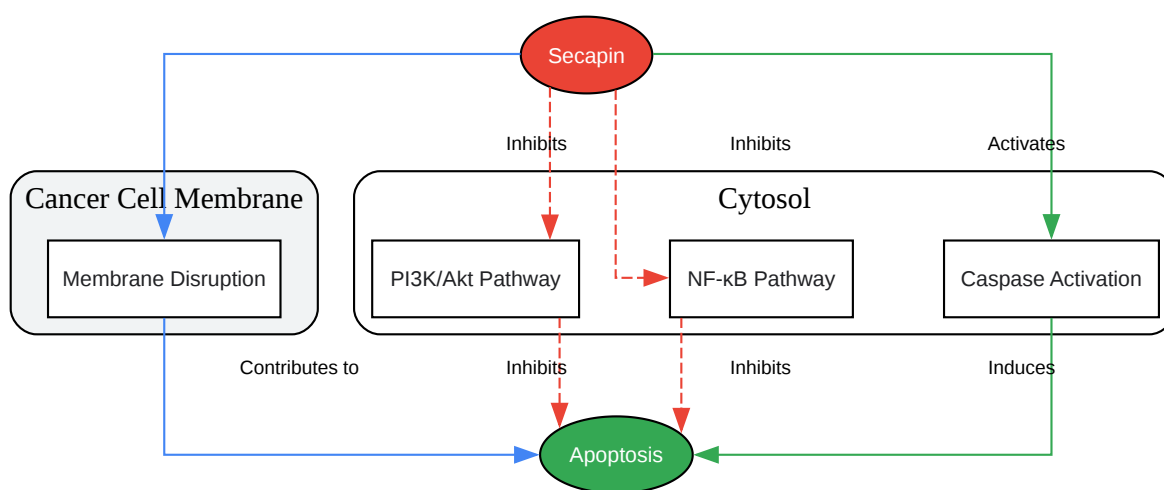 Secapin
Inhibits
Inhibits
Activates
Cancer Cell Membrane
Cytosol
Membrane Disruption
PI3K/Akt Pathway
NF-κB Pathway
Caspase Activation
Contributes to
Inhibits
Inhibits
Induces
Apoptosis